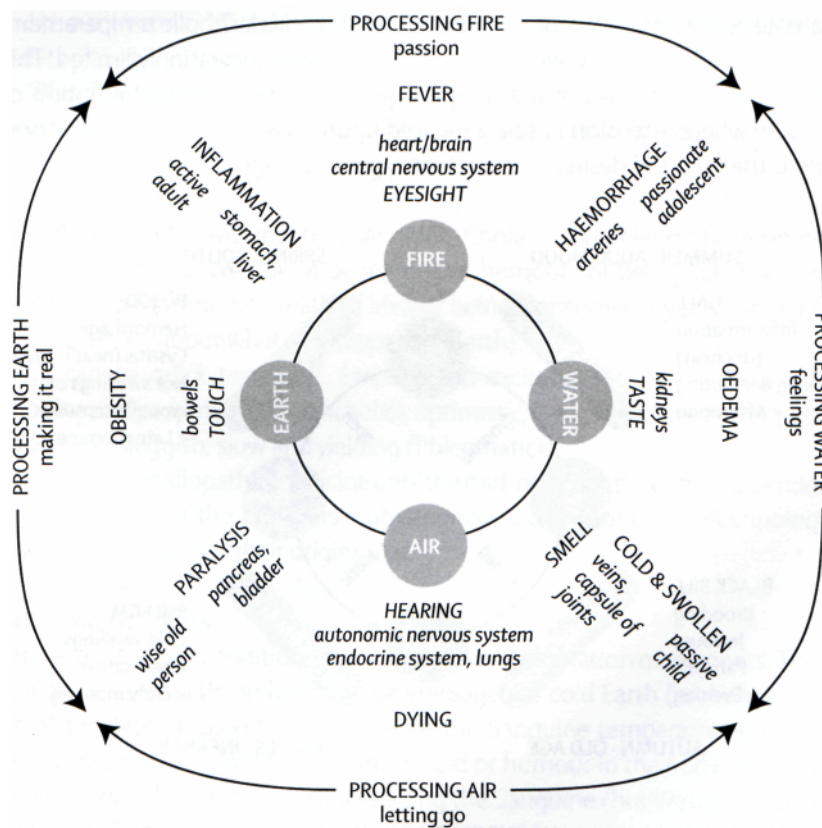 PROCESSING FIRE
passion
FEVER
heart/brain
central nervous system
EYESIGHT
FIRE
INFLAMMATION
active
adult
stomach
liver
HAEMORRHAGE
arteries
passionate
adolescent
PROCESSING EARTH
making it real
OBESITY
bowels
TOUCH
EARTH
WATER
kidneys
TASTE
OEDEMA
PROCESSING WATER
feelings
AIR
PARALYSIS
pancreas,
bladder
wise old
person
SMELL
veins,
capsule of
joints
COLD & SWOLLEN
passive
child
HEARING
autonomic nervous system
endocrine system, lungs
DYING
PROCESSING AIR
letting go